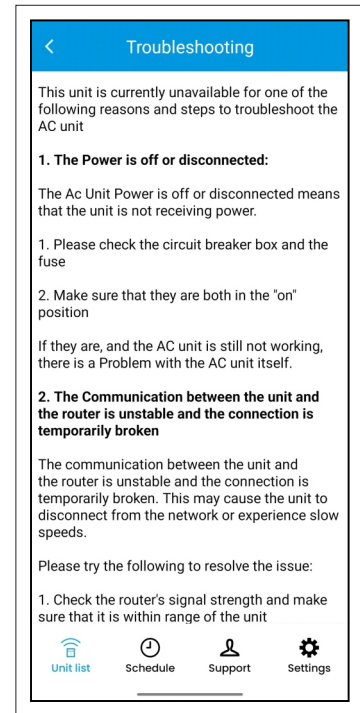 Troubleshooting
This unit is currently unavailable for one of the
following reasons and steps to troubleshoot the
AC unit
1. The Power is off or disconnected:
The Ac Unit Power is off or disconnected means
that the unit is not receiving power.
1. Please check the circuit breaker box and the
fuse
2. Make sure that they are both in the "on"
position
If they are, and the AC unit is still not working,
there is a Problem with the AC unit itself.
2. The Communication between the unit and
the router is unstable and the connection is
temporarily broken
The communication between the unit and
the router is unstable and the connection is
temporarily broken. This may cause the unit to
disconnect from the network or experience slow
speeds.
Please try the following to resolve the issue:
1. Check the router's signal strength and make
sure that it is within range of the unit
Unit list
Schedule
Support
Settings